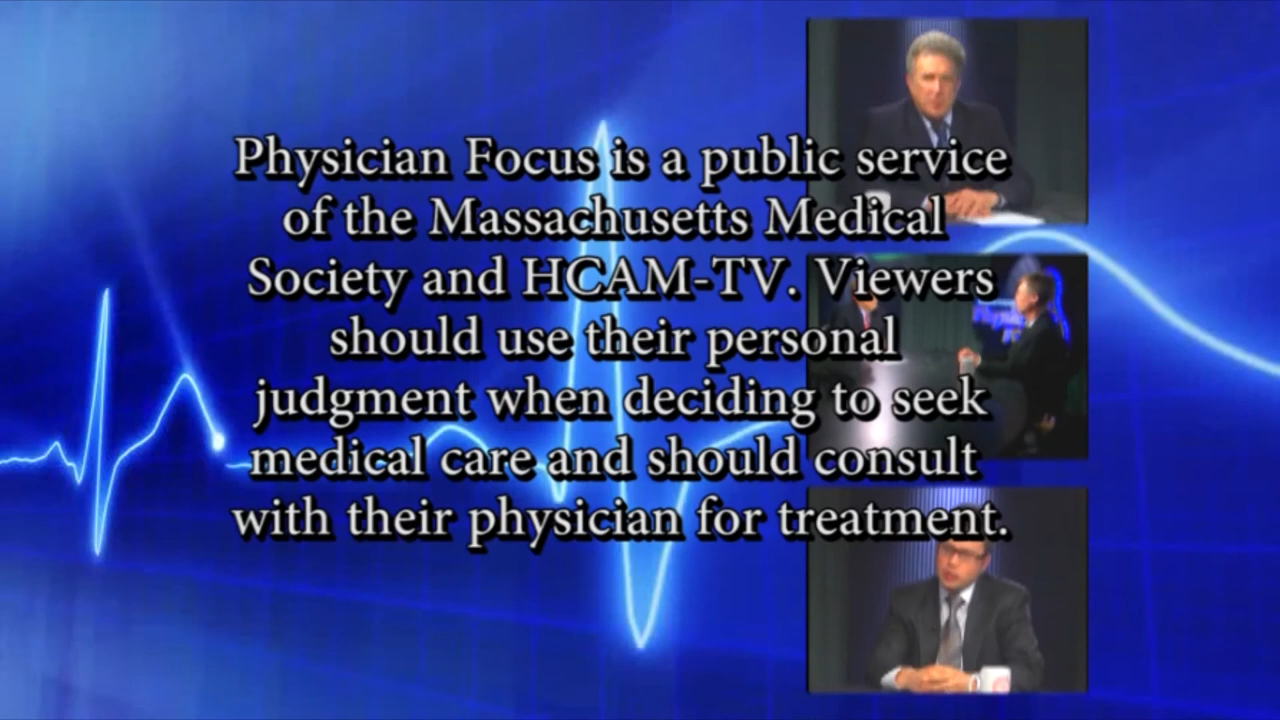 Physician Focus is a public service
of the Massachusetts Medical
Society and HCAM-TV. Viewers
should use their personal
judgment when deciding to seek
medical care and should consult
with their physician for treatment.